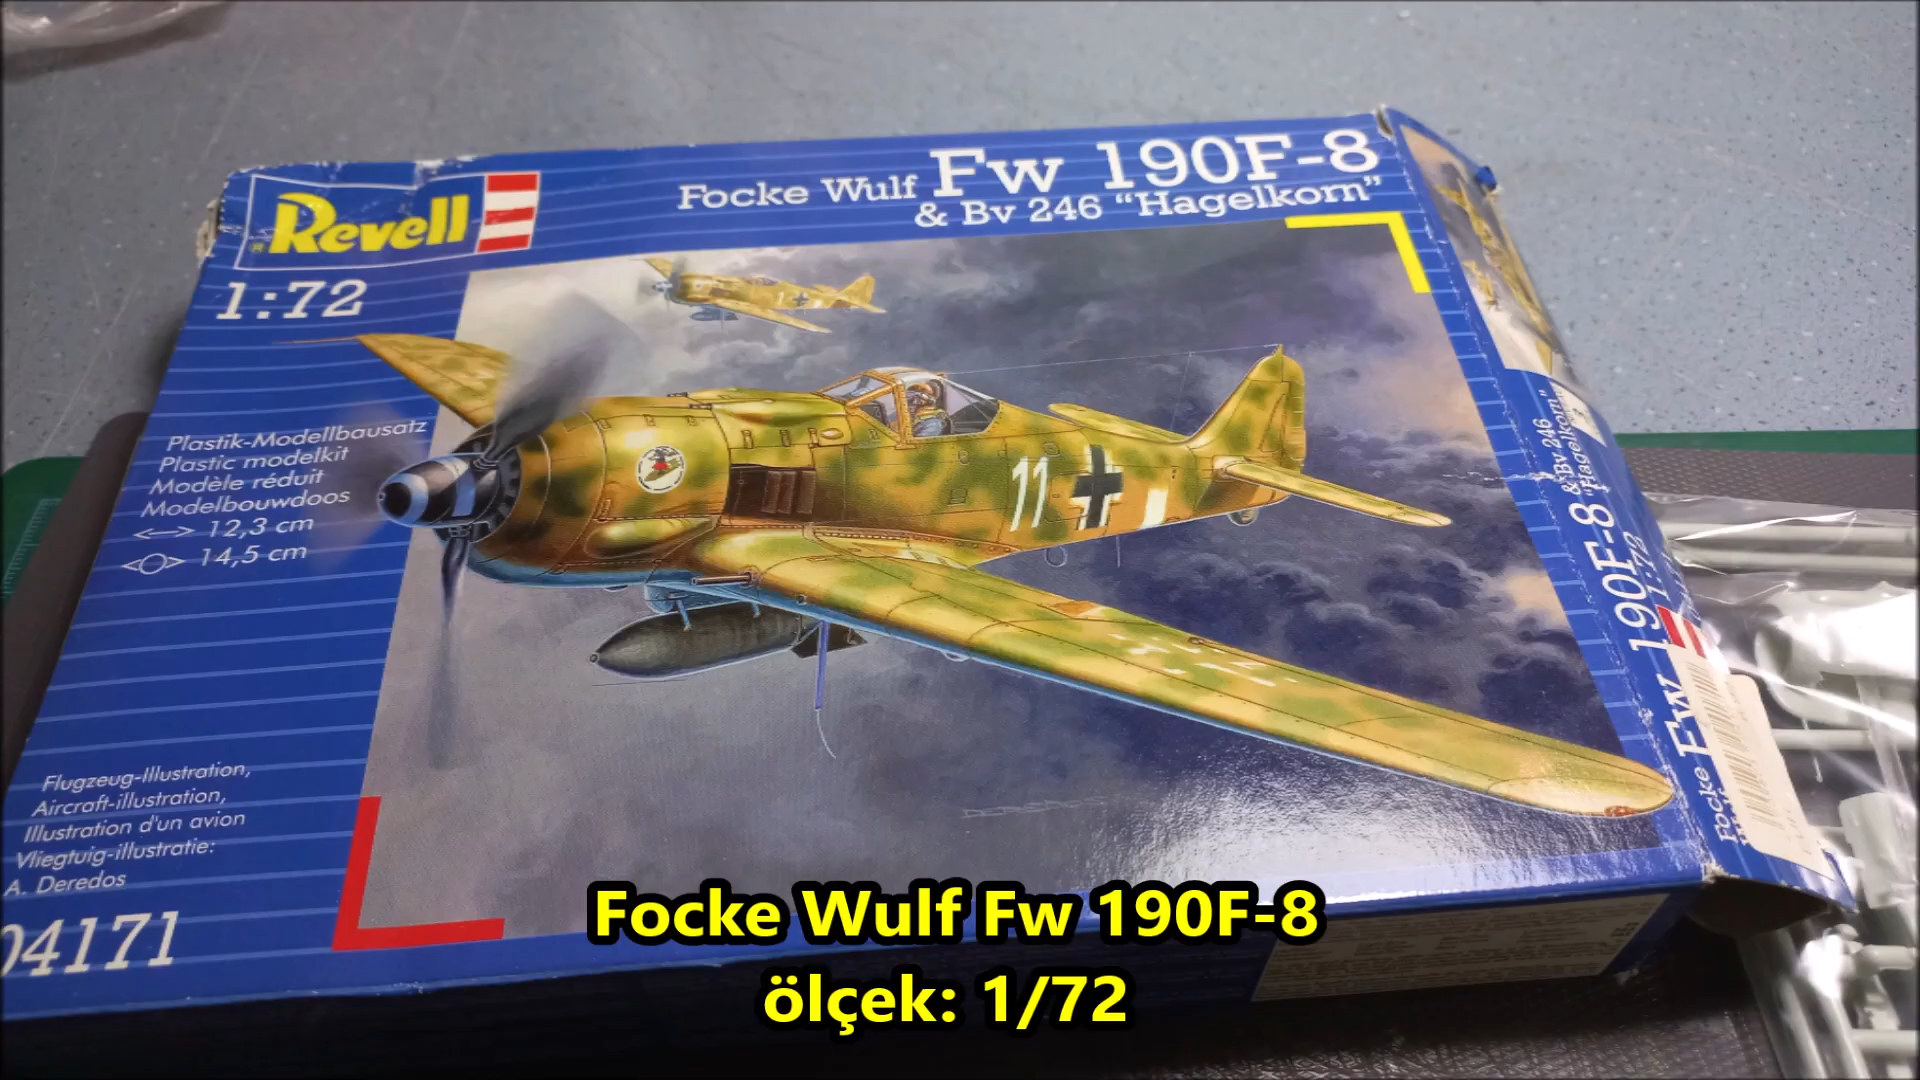 Revell
Focke Wulf Fw 190F-8
& Bv 246 "Hagelkorn"
1:72
Plastik-Modellbausatz
Plastic modelkit
Modèle réduit
Modelbouwdoos
12,3 cm
14,5 cm
11
Flugzeug-Illustration,
Aircraft-illustration,
Illustration d'un avion
Vliegtuig-illustratie:
A. Deredos
04171
Focke Fw 190F-8 & Bv 246
"Hagelkorn"
1:72
Focke Wulf Fw 190F-8
ölçek: 1/72